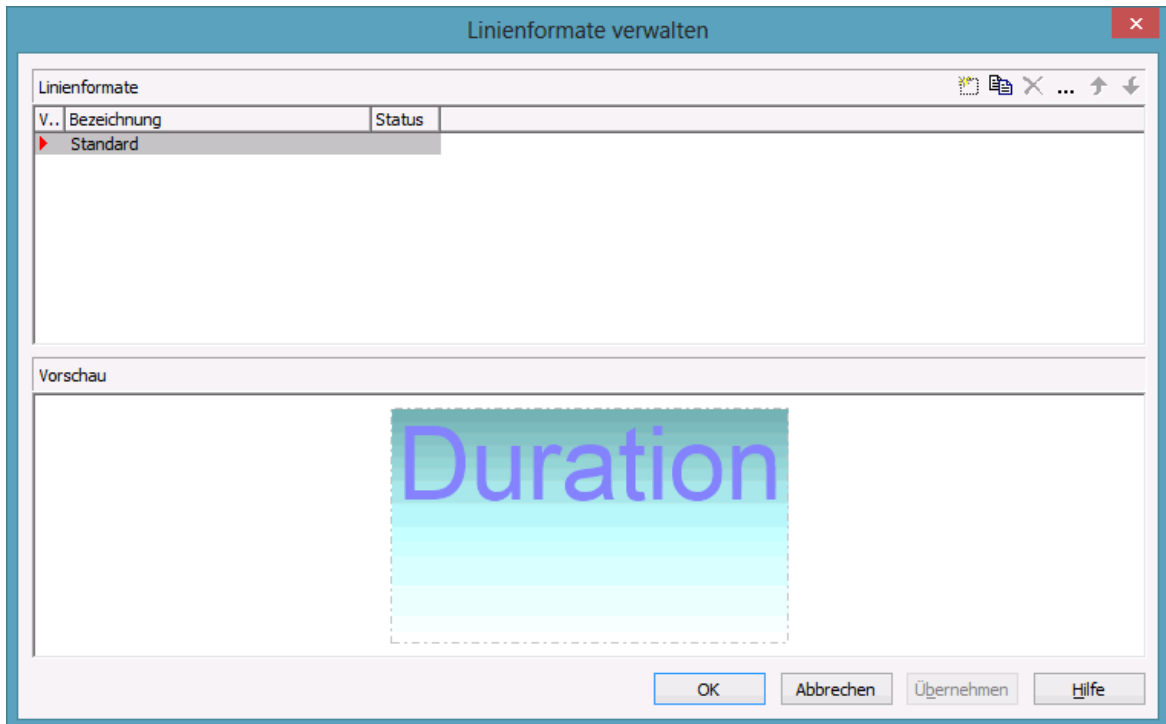 Linienformate verwalten
Linienformate
V.. Bezeichnung Status
Standard
Vorschau
Duration
OK Abbrechen Übernehmen Hilfe